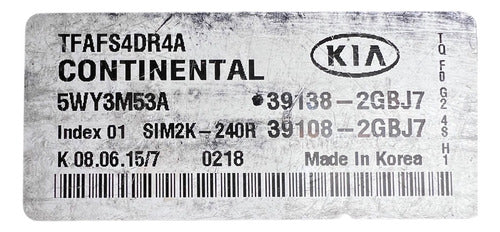 TFAFS4DR4A
KIA
CONTINENTAL
5WY3M53A 39138-2GBJ7
Index 01 SIM2K-240R 39108-2GBJ7
K 08.06.15/7 0218 Made In Korea
TQ F0 G2 4S H1